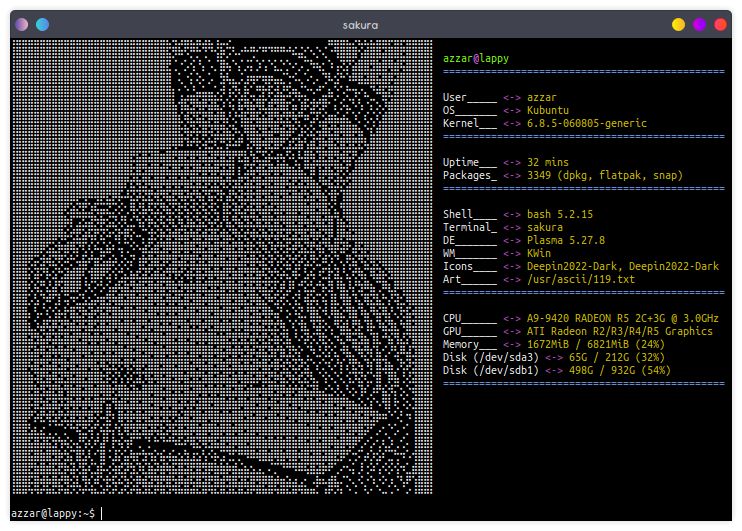 sakura
azzar@lappy
===============================================
User_____ <-> azzar
OS_______ <-> Kubuntu
Kernel___ <-> 6.8.5-060805-generic
===============================================
Uptime___ <-> 32 mins
Packages_ <-> 3349 (dpkg, flatpak, snap)
===============================================
Shell____ <-> bash 5.2.15
Terminal_ <-> sakura
DE_______ <-> Plasma 5.27.8
WM_______ <-> KWin
Icons____ <-> Deepin2022-Dark, Deepin2022-Dark
Art______ <-> /usr/ascii/119.txt
===============================================
CPU______ <-> A9-9420 RADEON R5 2C+3G @ 3.0GHz
GPU______ <-> ATI Radeon R2/R3/R4/R5 Graphics
Memory___ <-> 1672MiB / 6821MiB (24%)
Disk (/dev/sda3) <-> 65G / 212G (32%)
Disk (/dev/sdb1) <-> 498G / 932G (54%)
===============================================
azzar@lappy:~$